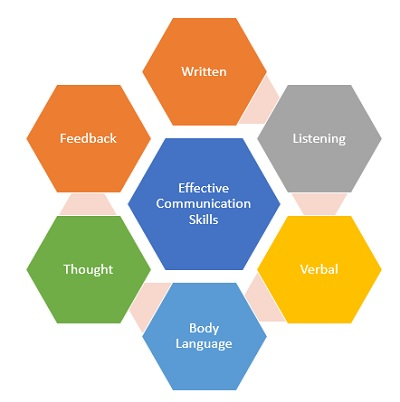 Written
Feedback
Listening
Effective
Communication
Skills
Thought
Verbal
Body
Language